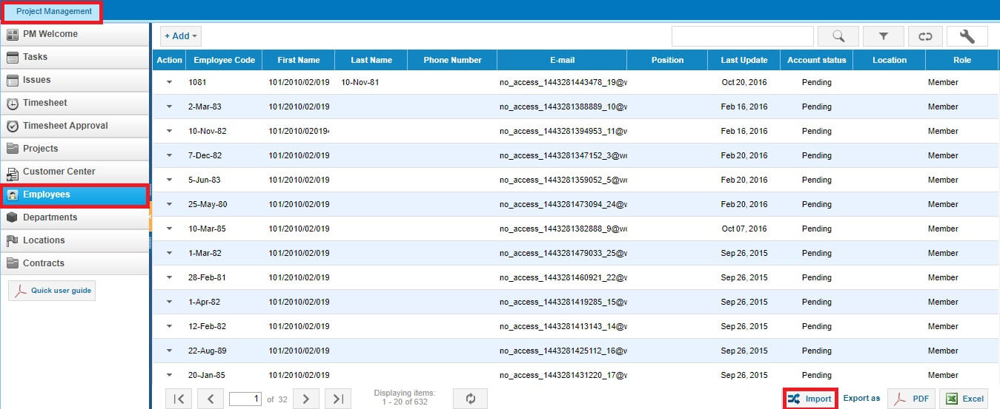 Project Management
PM Welcome
Tasks
Issues
Timesheet
Timesheet Approval
Projects
Customer Center
Employees
Departments
Locations
Contracts
Quick user guide
+ Add
Action Employee Code First Name Last Name Phone Number E-mail Position Last Update Account status Location Role
1081 101/2010/02/019 10-Nov-81 no_access_1443281443478_19@w Oct 20, 2016 Pending Member
2-Mar-83 101/2010/02/019 no_access_1443281388889_10@w Feb 16, 2016 Pending Member
10-Nov-82 101/2010/020194 no_access_1443281394953_11@w Feb 16, 2016 Pending Member
7-Dec-82 101/2010/02/019 no_access_1443281347152_3@wo Feb 20, 2016 Pending Member
5-Jun-83 101/2010/02/019 no_access_1443281359052_5@wo Feb 20, 2016 Pending Member
25-May-80 101/2010/02/019 no_access_1443281473094_24@w Feb 20, 2016 Pending Member
10-Mar-85 101/2010/02/019 no_access_1443281382888_9@wo Oct 07, 2016 Pending Member
1-Mar-82 101/2010/02/019 no_access_1443281479033_25@w Sep 26, 2015 Pending Member
28-Feb-81 101/2010/02/019 no_access_1443281460921_22@w Sep 26, 2015 Pending Member
1-Apr-82 101/2010/02/019 no_access_1443281419285_15@w Sep 26, 2015 Pending Member
12-Feb-82 101/2010/02/019 no_access_1443281413143_14@w Sep 26, 2015 Pending Member
22-Aug-89 101/2010/02/019 no_access_1443281425112_16@w Sep 26, 2015 Pending Member
20-Jan-85 101/2010/02/019 no_access_1443281431220_17@w Sep 26, 2015 Pending Member
1 of 32
Displaying items:
1 - 20 of 632
Import Export as PDF Excel